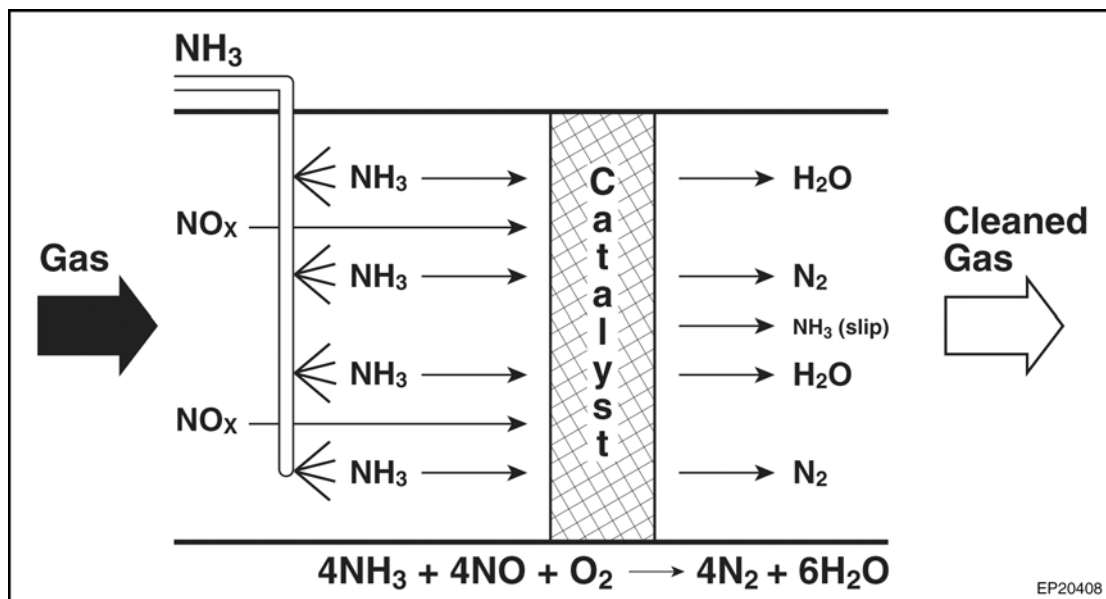 NH₃
NH₃
H₂O
NOₓ
Gas
Cleaned
Gas
NH₃
N₂
Catalyst
NH₃ (slip)
NH₃
H₂O
NOₓ
NH₃
N₂
4NH₃ + 4NO + O₂ → 4N₂ + 6H₂O
EP20408